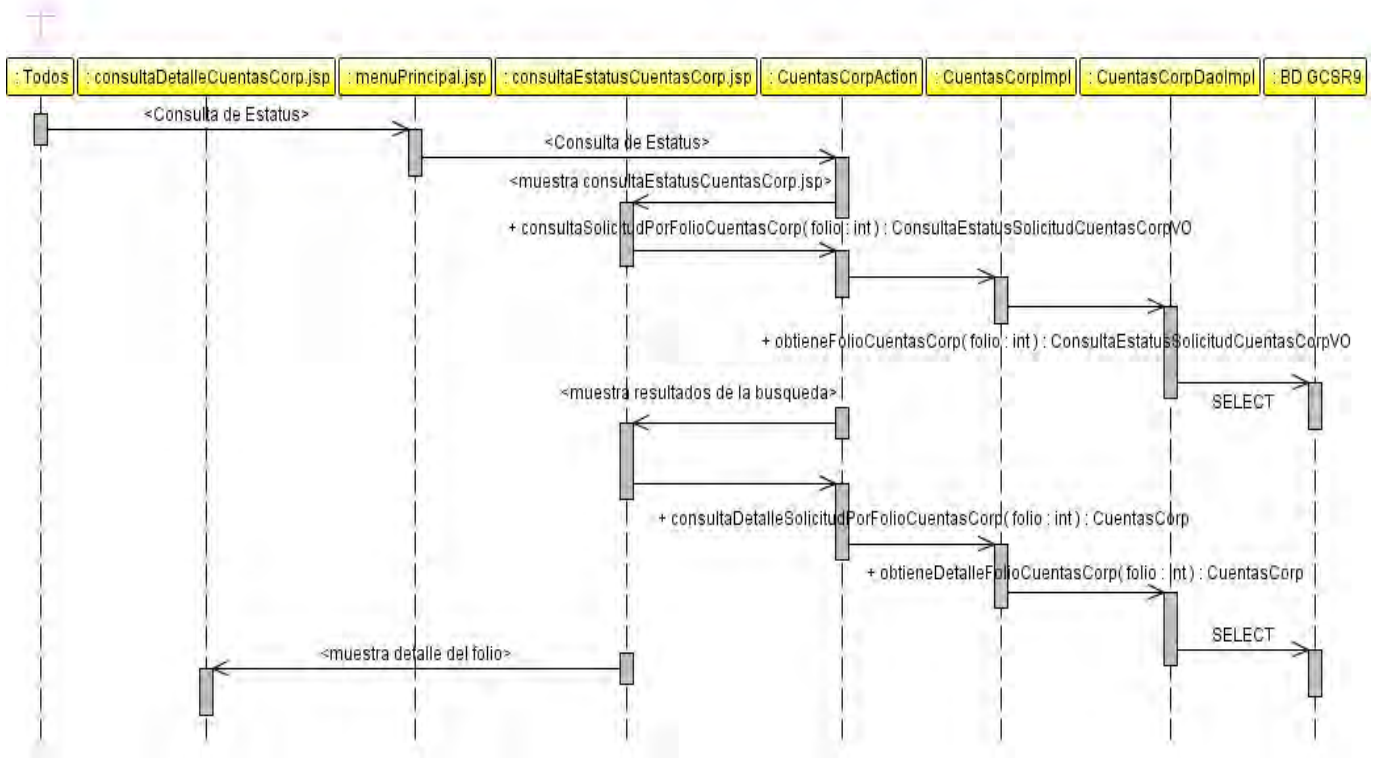 : Todos
: consultaDetalleCuentasCorp.jsp
: menuPrincipal.jsp
: consultaEstatusCuentasCorp.jsp
: CuentasCorpAction
: CuentasCorpImpl
: CuentasCorpDaoImpl
: BD GCSR9
<Consulta de Estatus>
<Consulta de Estatus>
<muestra consultaEstatusCuentasCorp.jsp>
+ consultaSolicitudPorFolioCuentasCorp( folio : int ) : ConsultaEstatusSolicitudCuentasCorpVO
+ obtieneFolioCuentasCorp( folio : int ) : ConsultaEstatusSolicitudCuentasCorpVO
<muestra resultados de la busqueda>
SELECT
+ consultaDetalleSolicitudPorFolioCuentasCorp( folio : int ) : CuentasCorp
+ obtieneDetalleFolioCuentasCorp( folio : int ) : CuentasCorp
SELECT
<muestra detalle del folio>